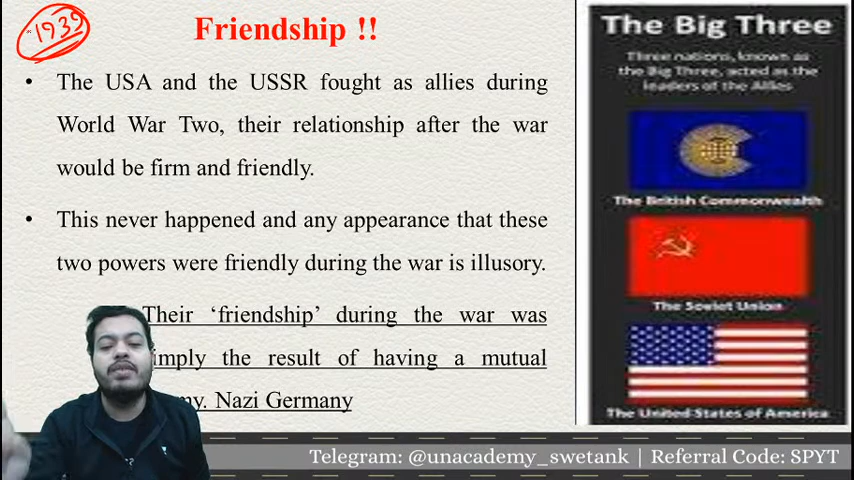 *1939
Friendship !!
• The USA and the USSR fought as allies during
World War Two, their relationship after the war
would be firm and friendly.
• This never happened and any appearance that these
two powers were friendly during the war is illusory.
Their ‘friendship’ during the war was
simply the result of having a mutual
Nazi Germany
The Big Three
Three nations, known as
the Big Three, acted as the
leaders of the Allies
The British Commonwealth
The Soviet Union
The United States of America
Telegram: @unacademy_swetank | Referral Code: SPYT